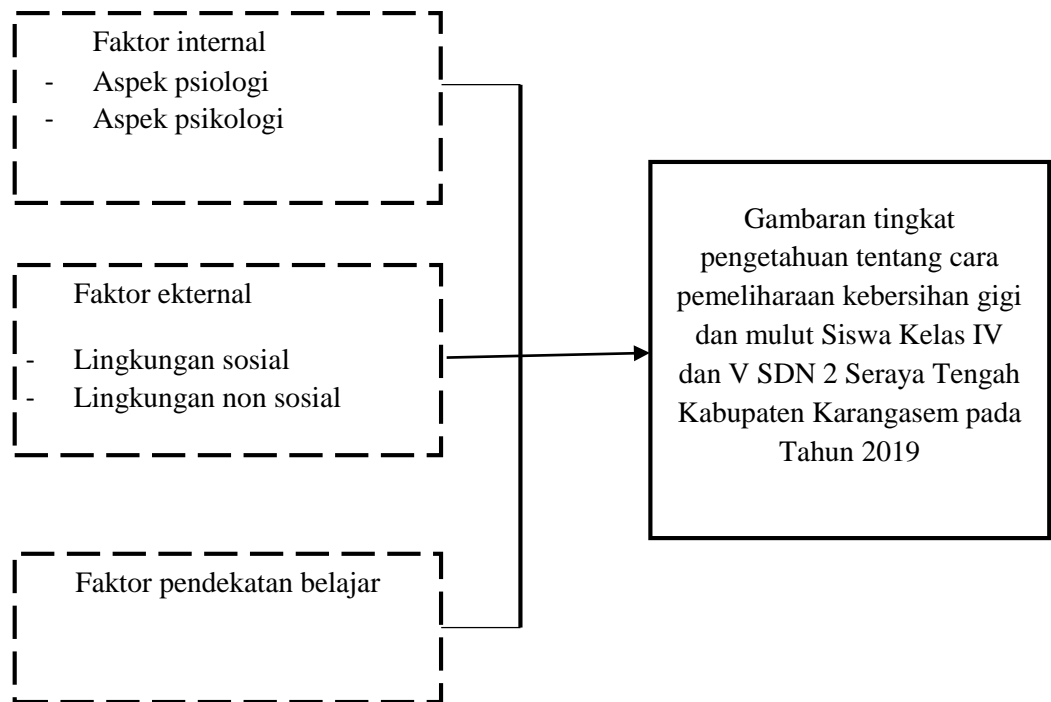 Faktor internal
- Aspek psiologi
- Aspek psikologi
Faktor ekternal
- Lingkungan sosial
- Lingkungan non sosial
Faktor pendekatan belajar
Gambaran tingkat
pengetahuan tentang cara
pemeliharaan kebersihan gigi
dan mulut Siswa Kelas IV
dan V SDN 2 Seraya Tengah
Kabupaten Karangasem pada
Tahun 2019